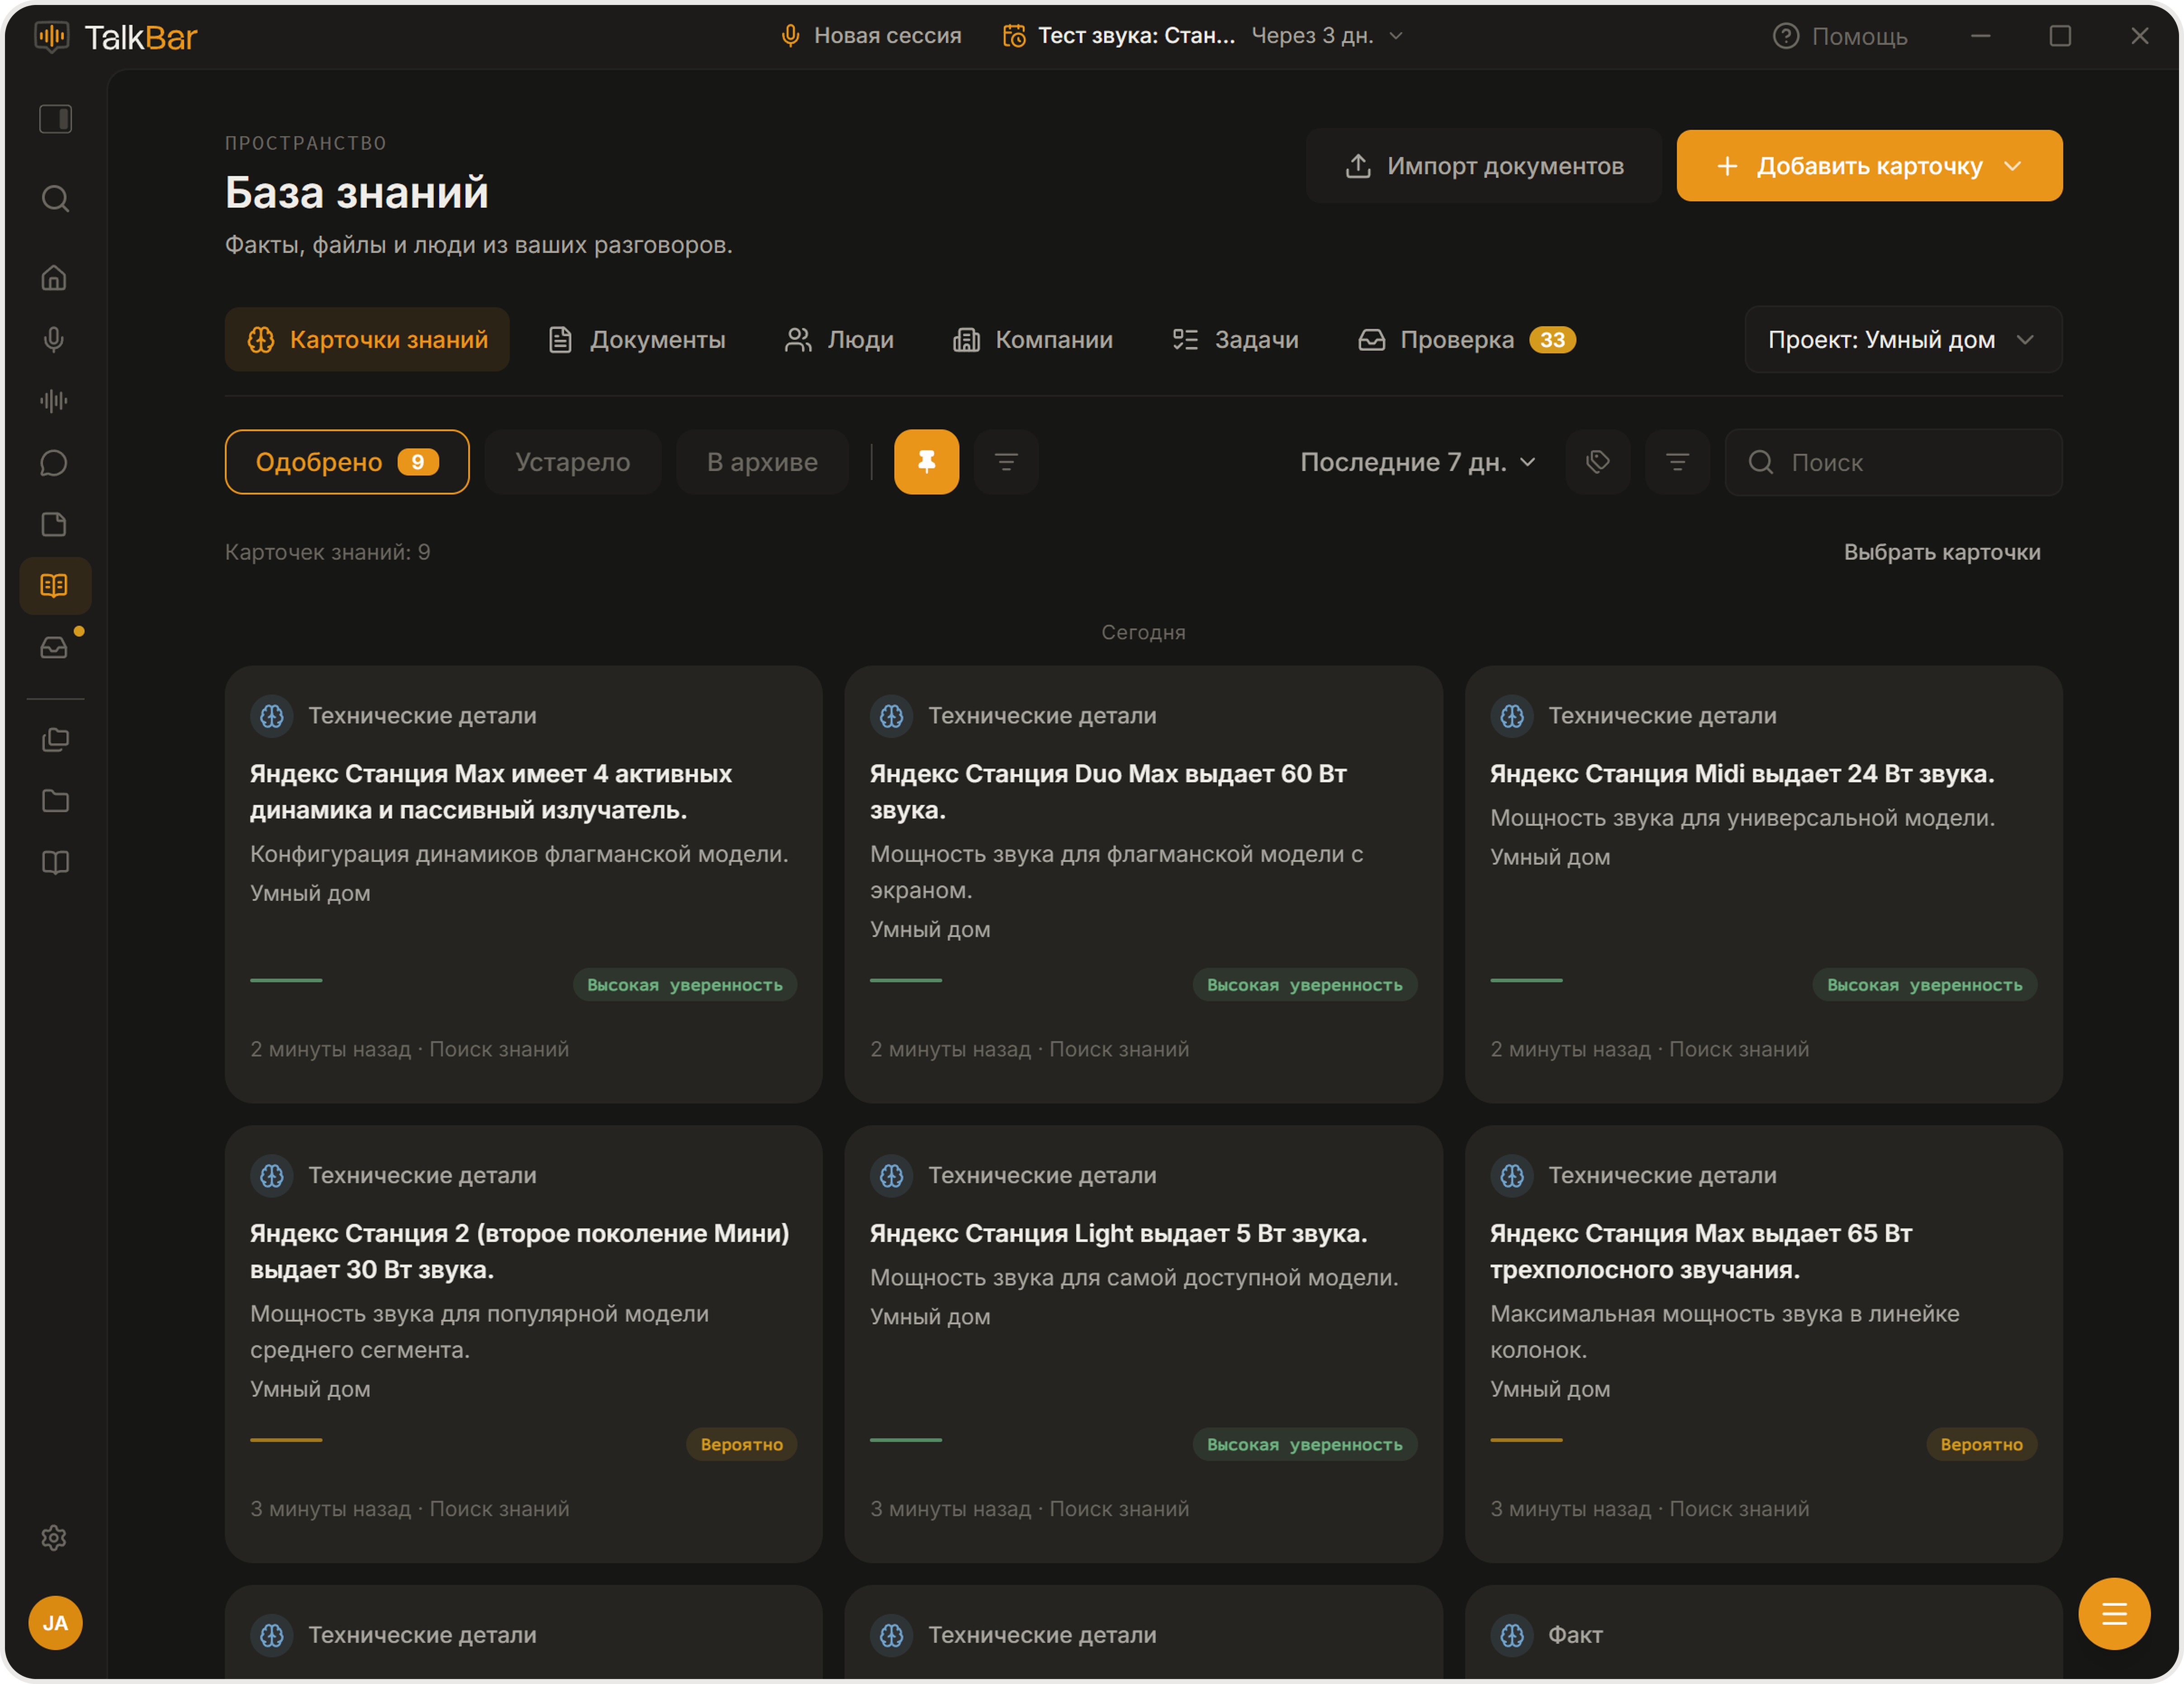 TalkBar
Новая сессия
Тест звука: Стан... Через 3 дн.
Помощь
ПРОСТРАНСТВО
База знаний
Факты, файлы и люди из ваших разговоров.
Импорт документов
Добавить карточку
Карточки знаний
Документы
Люди
Компании
Задачи
Проверка 33
Проект: Умный дом
Одобрено 9
Устарело
В архиве
Последние 7 дн.
Поиск
Карточек знаний: 9
Выбрать карточки
Сегодня
Технические детали
Яндекс Станция Max имеет 4 активных
динамика и пассивный излучатель.
Конфигурация динамиков флагманской модели.
Умный дом
Высокая уверенность
2 минуты назад · Поиск знаний
Технические детали
Яндекс Станция Duo Max выдает 60 Вт
звука.
Мощность звука для флагманской модели с
экраном.
Умный дом
Высокая уверенность
2 минуты назад · Поиск знаний
Технические детали
Яндекс Станция Midi выдает 24 Вт звука.
Мощность звука для универсальной модели.
Умный дом
Высокая уверенность
2 минуты назад · Поиск знаний
Технические детали
Яндекс Станция 2 (второе поколение Мини)
выдает 30 Вт звука.
Мощность звука для популярной модели
среднего сегмента.
Умный дом
Вероятно
3 минуты назад · Поиск знаний
Технические детали
Яндекс Станция Light выдает 5 Вт звука.
Мощность звука для самой доступной модели.
Умный дом
Высокая уверенность
3 минуты назад · Поиск знаний
Технические детали
Яндекс Станция Max выдает 65 Вт
трехполосного звучания.
Максимальная мощность звука в линейке
колонок.
Умный дом
Вероятно
3 минуты назад · Поиск знаний
Технические детали
Технические детали
Факт
JA